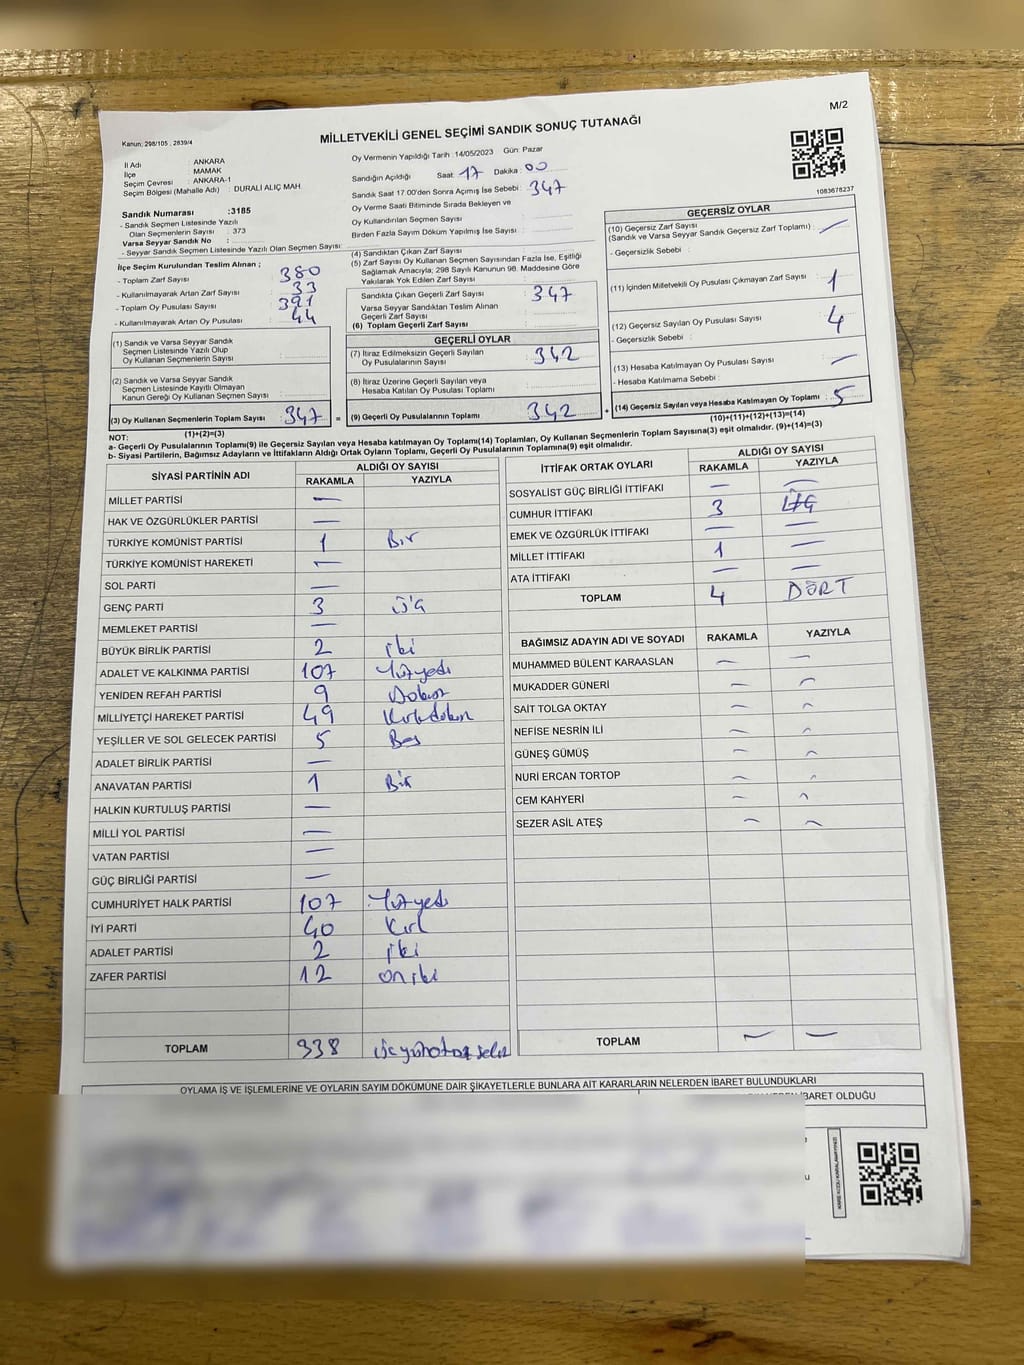 M/2
MİLLETVEKİLİ GENEL SEÇİMİ SANDIK SONUÇ TUTANAĞI
Kanun; 298/105 , 2839/4
İl Adı : ANKARA
İlçe : MAMAK
Seçim Çevresi : ANKARA-1
Seçim Bölgesi (Mahalle Adı) : DURALİ ALIÇ MAH
Sandık Numarası :3185
- Sandık Seçmen Listesinde Yazılı
Olan Seçmenlerin Sayısı : 373
Varsa Seyyar Sandık No :
- Seyyar Sandık Seçmen Listesinde Yazılı Olan Seçmen Sayısı:
İlçe Seçim Kurulundan Teslim Alınan ;
- Toplam Zarf Sayısı : 380
- Kullanılmayarak Artan Zarf Sayısı : 33
- Toplam Oy Pusulası Sayısı : 391
- Kullanılmayarak Artan Oy Pusulası : 44
(1) Sandık ve Varsa Seyyar Sandık
Seçmen Listesinde Yazılı Olup
Oy Kullanan Seçmenlerin Sayısı :
(2) Sandık ve Varsa Seyyar Sandık
Seçmen Listesinde Kayıtlı Olmayan
Kanun Gereği Oy Kullanan Seçmen Sayısı :
(3) Oy Kullanan Seçmenlerin Toplam Sayısı : 347 =
(1)+(2)=(3)
Oy Vermenin Yapıldığı Tarih : 14/05/2023 Gün: Pazar
Sandığın Açıldığı Saat: 17 Dakika : 00
Sandık Saat 17.00'den Sonra Açımış İse Sebebi : 347
Oy Verme Saati Bitiminde Sırada Bekleyen ve
Oy Kullandırılan Seçmen Sayısı
Birden Fazla Sayım Döküm Yapılmış İse Sayısı :
(4) Sandıktan Çıkan Zarf Sayısı
(5) Zarf Sayısı Oy Kullanan Seçmen Sayısından Fazla İse, Eşitliği
Sağlamak Amacıyla; 298 Sayılı Kanunun 98. Maddesine Göre
Yakılarak Yok Edilen Zarf Sayısı :
Sandıkta Çıkan Geçerli Zarf Sayısı : 347
Varsa Seyyar Sandıktan Teslim Alınan
Geçerli Zarf Sayısı
(6) Toplam Geçerli Zarf Sayısı :
GEÇERLİ OYLAR
(7) İtiraz Edilmeksizin Geçerli Sayılan
Oy Pusulalarının Sayısı : 342
(8) İtiraz Üzerine Geçerli Sayılan veya
Hesaba Katılan Oy Pusulası Toplamı :
(9) Geçerli Oy Pusulalarının Toplamı : 342 +
1083678237
GEÇERSİZ OYLAR
(10) Geçersiz Zarf Sayısı
(Sandık ve Varsa Seyyar Sandık Geçersiz Zarf Toplamı) : —
- Geçersizlik Sebebi :
(11) İçinden Milletvekili Oy Pusulası Çıkmayan Zarf Sayısı : 1
(12) Geçersiz Sayılan Oy Pusulası Sayısı : 4
- Geçersizlik Sebebi :
(13) Hesaba Katılmayan Oy Pusulası Sayısı : —
- Hesaba Katılmama Sebebi :
(14) Geçersiz Sayılan veya Hesaba Katılmayan Oy Toplamı : 5
(10)+(11)+(12)+(13)=(14)
NOT:
a- Geçerli Oy Pusulalarının Toplamı(9) ile Geçersiz Sayılan veya Hesaba katılmayan Oy Toplamı(14) Toplamları, Oy Kullanan Seçmenlerin Toplam Sayısına(3) eşit olmalıdır. (9)+(14)=(3)
b- Siyasi Partilerin, Bağımsız Adayların ve İttifakların Aldığı Ortak Oyların Toplamı, Geçerli Oy Pusulalarının Toplamına(9) eşit olmalıdır.
SİYASİ PARTİNİN ADI ALDIĞI OY SAYISI
RAKAMLA YAZIYLA
MİLLET PARTİSİ —
HAK VE ÖZGÜRLÜKLER PARTİSİ —
TÜRKİYE KOMÜNİST PARTİSİ 1 Bir
TÜRKİYE KOMÜNİST HAREKETİ —
SOL PARTİ —
GENÇ PARTİ 3 üç
MEMLEKET PARTİSİ —
BÜYÜK BİRLİK PARTİSİ 2 iki
ADALET VE KALKINMA PARTİSİ 107 Yüzyedi
YENİDEN REFAH PARTİSİ 9 Dokuz
MİLLİYETÇİ HAREKET PARTİSİ 49 Kırkdokuz
YEŞİLLER VE SOL GELECEK PARTİSİ 5 Beş
ADALET BİRLİK PARTİSİ —
ANAVATAN PARTİSİ 1 Bir
HALKIN KURTULUŞ PARTİSİ —
MİLLİ YOL PARTİSİ —
VATAN PARTİSİ —
GÜÇ BİRLİĞİ PARTİSİ —
CUMHURİYET HALK PARTİSİ 107 Yüzyedi
İYİ PARTİ 40 Kırk
ADALET PARTİSİ 2 iki
ZAFER PARTİSİ 12 oniki
TOPLAM 338 üçyüzotuzsekiz
İTTİFAK ORTAK OYLARI ALDIĞI OY SAYISI
RAKAMLA YAZIYLA
SOSYALİST GÜÇ BİRLİĞİ İTTİFAKI — —
CUMHUR İTTİFAKI 3 ÜÇ
EMEK VE ÖZGÜRLÜK İTTİFAKI — —
MİLLET İTTİFAKI 1 —
ATA İTTİFAKI — —
TOPLAM 4 DÖRT
BAĞIMSIZ ADAYIN ADI VE SOYADI RAKAMLA YAZIYLA
MUHAMMED BÜLENT KARAASLAN — —
MUKADDER GÜNERİ — —
SAİT TOLGA OKTAY — —
NEFİSE NESRİN İLİ — —
GÜNEŞ GÜMÜŞ — —
NURİ ERCAN TORTOP — —
CEM KAHYERİ — —
SEZER ASİL ATEŞ — —
TOPLAM — —
OYLAMA İŞ VE İŞLEMLERİNE VE OYLARIN SAYIM DÖKÜMÜNE DAİR ŞİKAYETLERLE BUNLARA AİT KARARLARIN NELERDEN İBARET BULUNDUKLARI
İBARET OLDUĞU